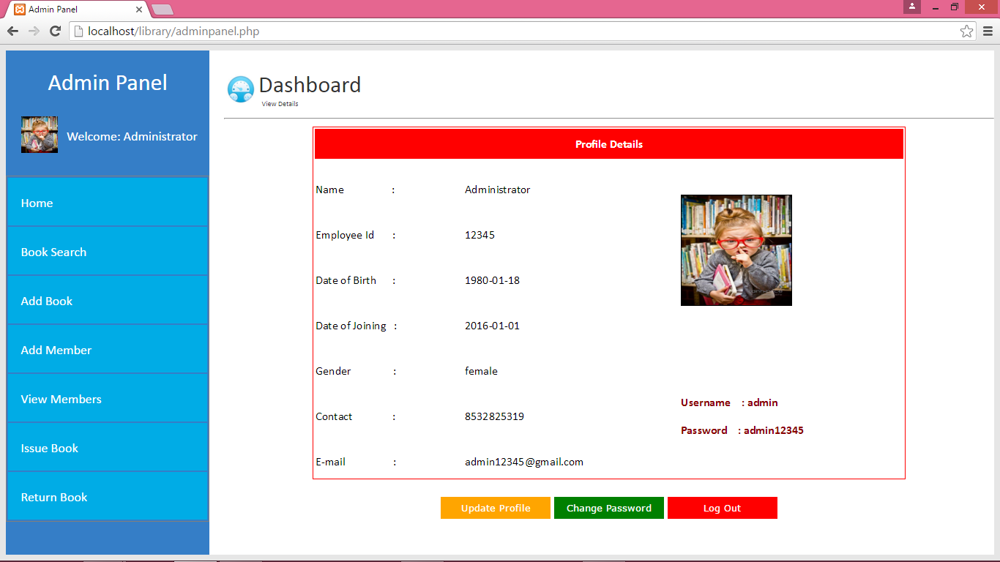 Admin Panel
localhost/library/adminpanel.php
Admin Panel
Welcome: Administrator
Home
Book Search
Add Book
Add Member
View Members
Issue Book
Return Book
Dashboard
View Details
Profile Details
Name : Administrator
Employee Id : 12345
Date of Birth : 1980-01-18
Date of Joining : 2016-01-01
Gender : female
Contact : 8532825319
E-mail : admin12345@gmail.com
Username : admin
Password : admin12345
Update Profile
Change Password
Log Out